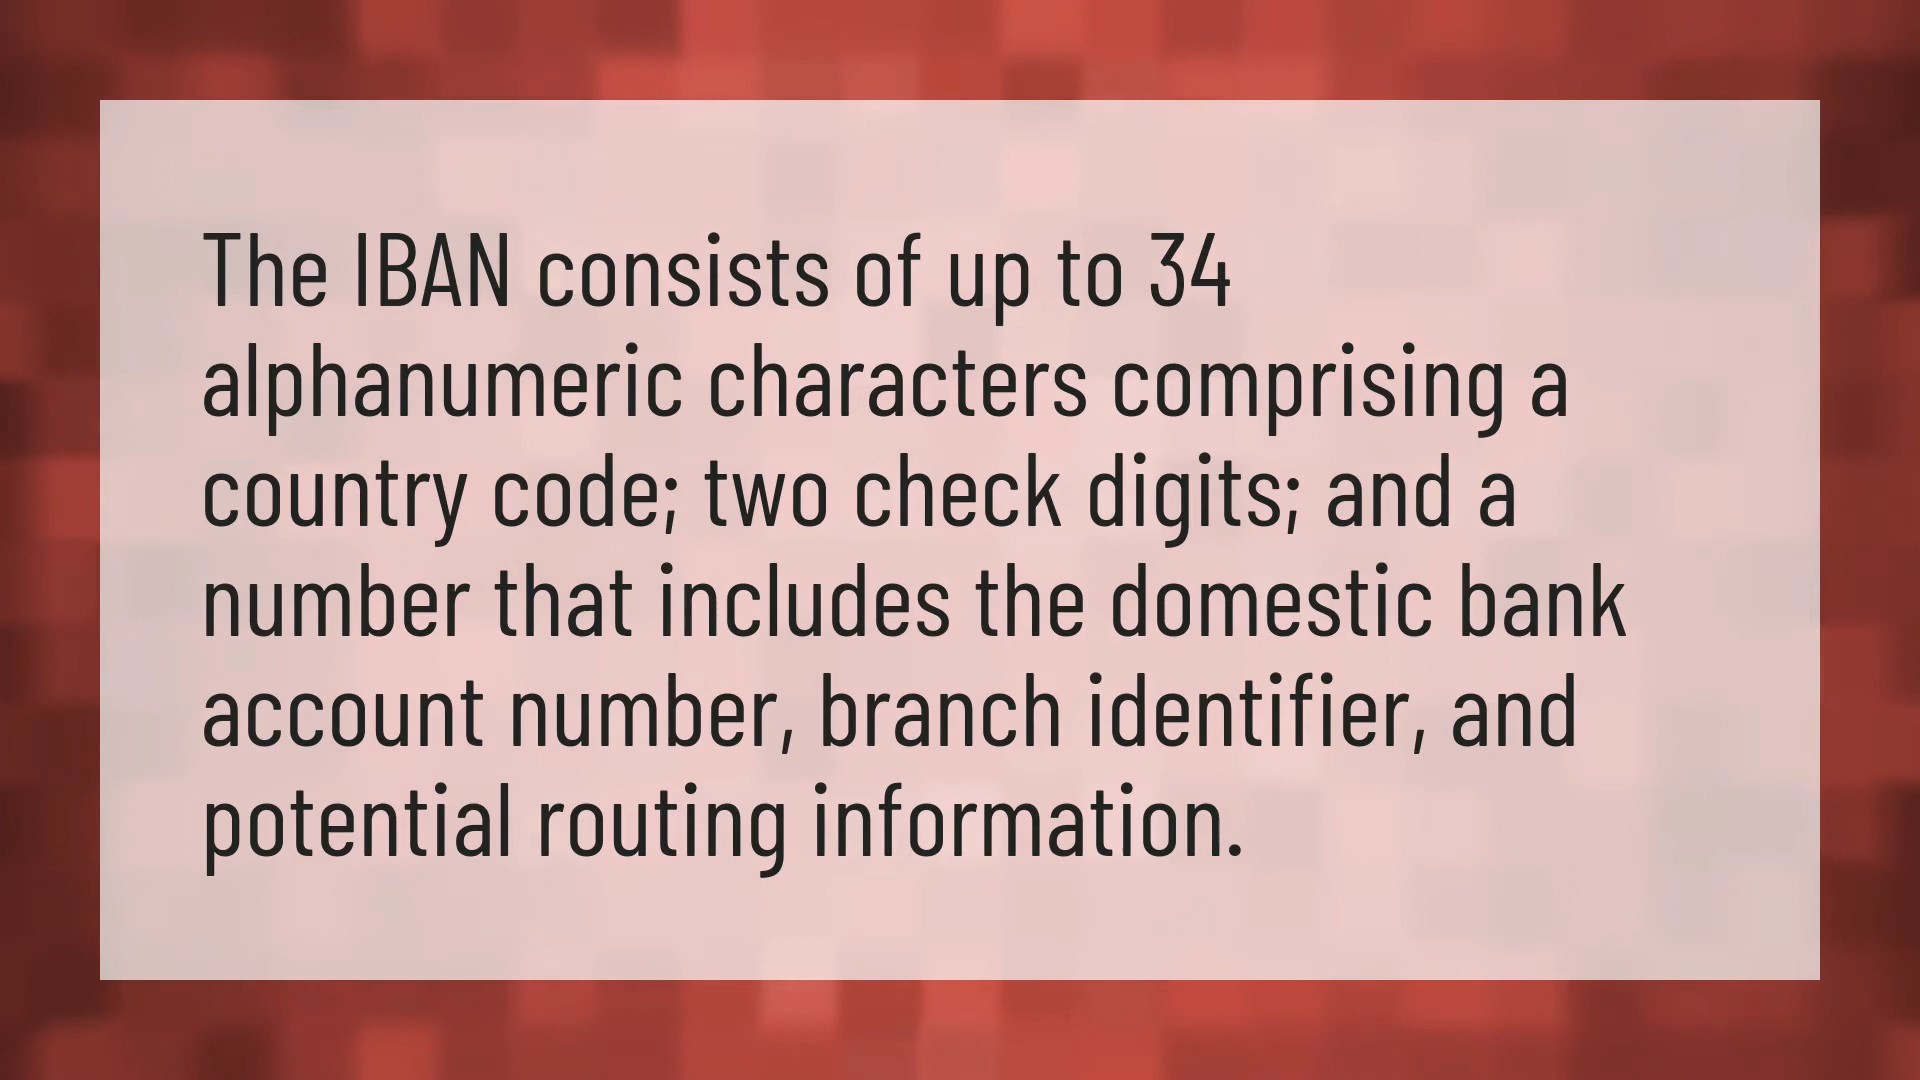 The IBAN consists of up to 34
alphanumeric characters comprising a
country code; two check digits; and a
number that includes the domestic bank
account number, branch identifier, and
potential routing information.